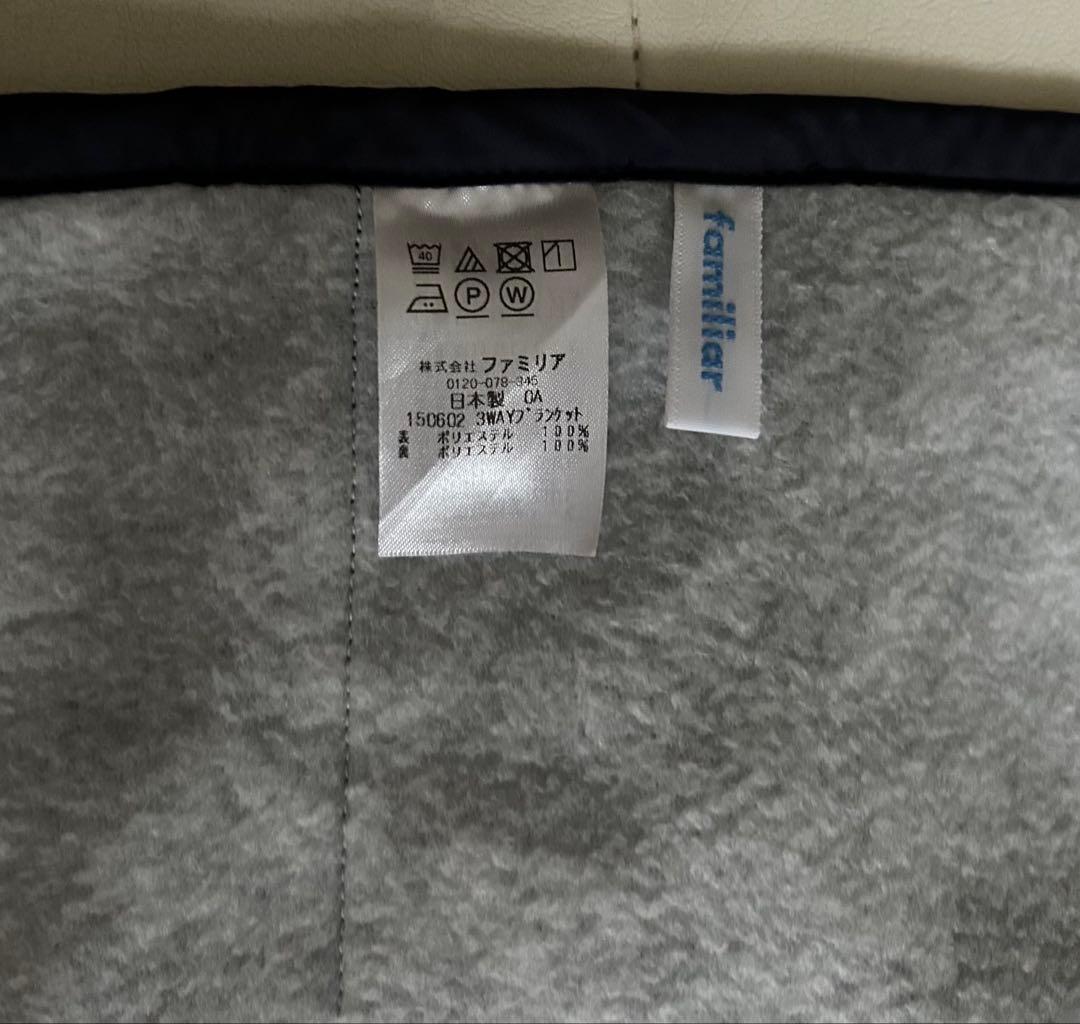 40
P W
株式会社 ファミリア
0120-078-345
日本製 0A
150602 3WAYブランケット
表 ポリエステル 100%
裏 ポリエステル 100%
familiar